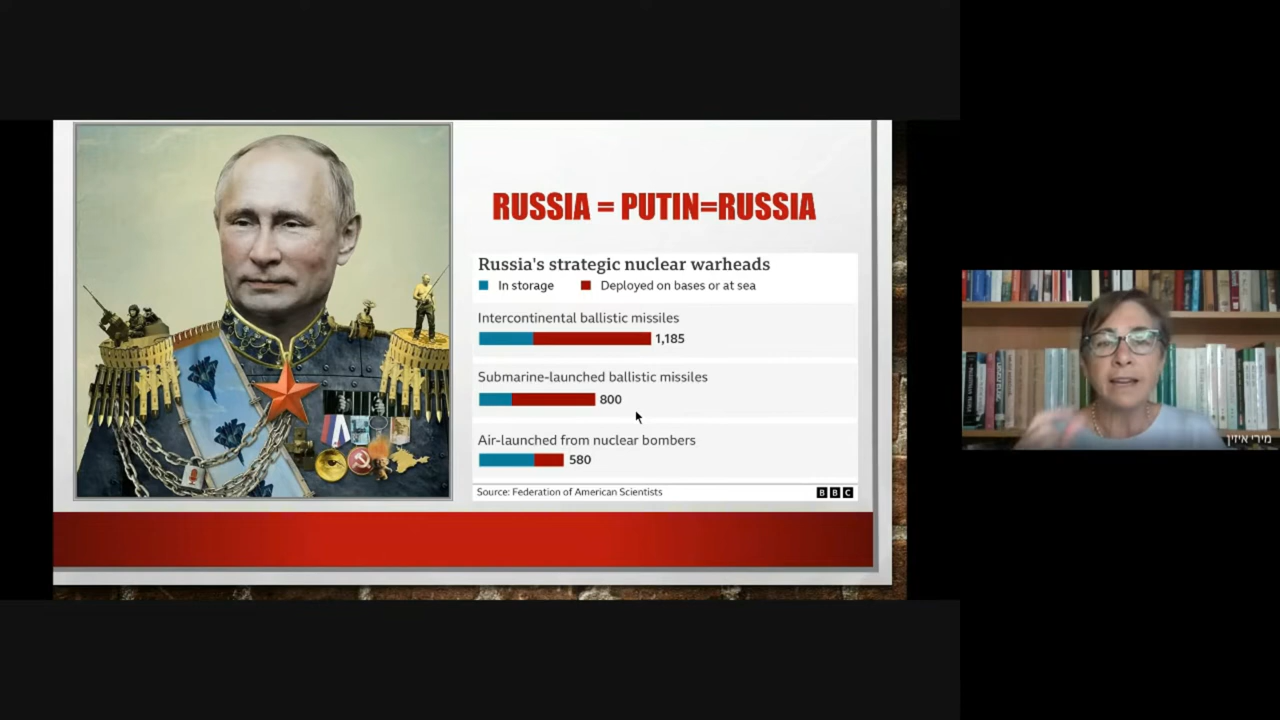 RUSSIA = PUTIN=RUSSIA
Russia's strategic nuclear warheads
In storage Deployed on bases or at sea
Intercontinental ballistic missiles
1,185
Submarine-launched ballistic missiles
800
Air-launched from nuclear bombers
580
Source: Federation of American Scientists BBC
מירי איזין